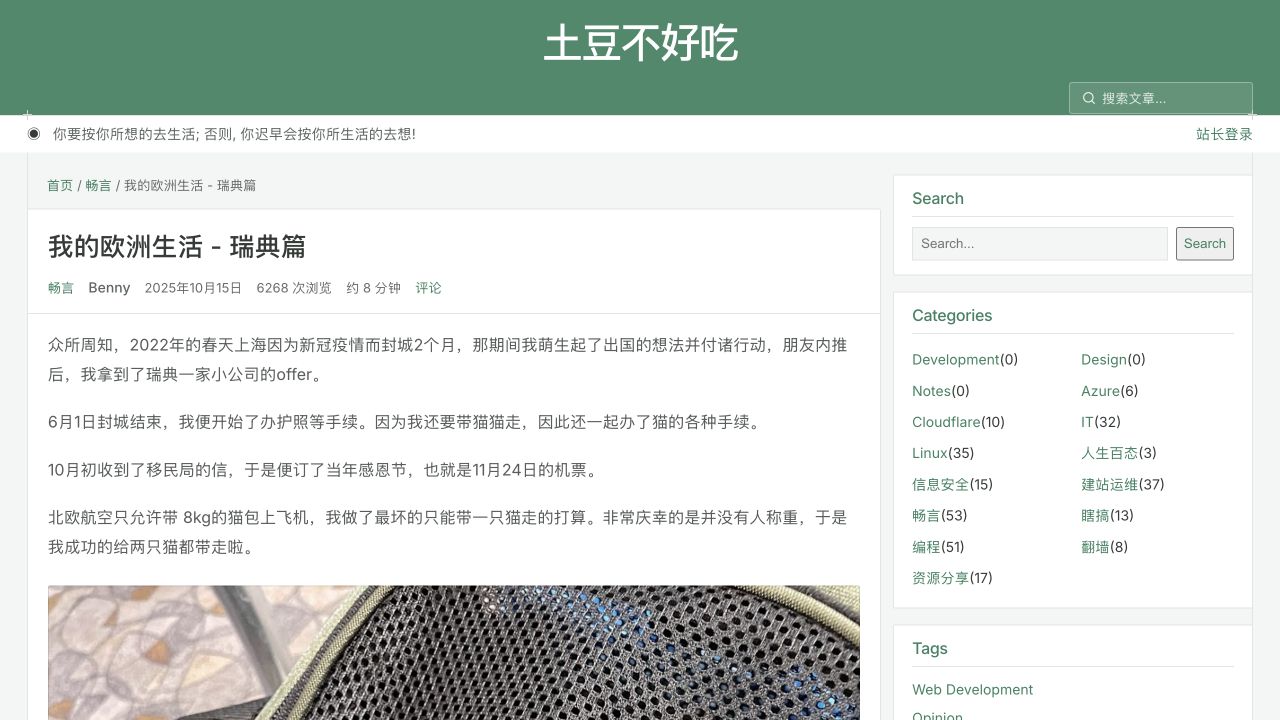 土豆不好吃
搜索文章...
你要按你所想的去生活; 否则, 你迟早会按你所生活的去想!
站长登录
首页 / 畅言 / 我的欧洲生活 - 瑞典篇
我的欧洲生活 - 瑞典篇
畅言 Benny 2025年10月15日 6268 次浏览 约 8 分钟 评论
众所周知，2022年的春天上海因为新冠疫情而封城2个月，那期间我萌生起了出国的想法并付诸行动，朋友内推
后，我拿到了瑞典一家小公司的offer。
6月1日封城结束，我便开始了办护照等手续。因为我还要带猫猫走，因此还一起办了猫的各种手续。
10月初收到了移民局的信，于是便订了当年感恩节，也就是11月24日的机票。
北欧航空只允许带 8kg的猫包上飞机，我做了最坏的只能带一只猫走的打算。非常庆幸的是并没有人称重，于是
我成功的给两只猫都带走啦。
Search
Search...
Search
Categories
Development(0)
Design(0)
Notes(0)
Azure(6)
Cloudflare(10)
IT(32)
Linux(35)
人生百态(3)
信息安全(15)
建站运维(37)
畅言(53)
瞎搞(13)
编程(51)
翻墙(8)
资源分享(17)
Tags
Web Development
Opinion